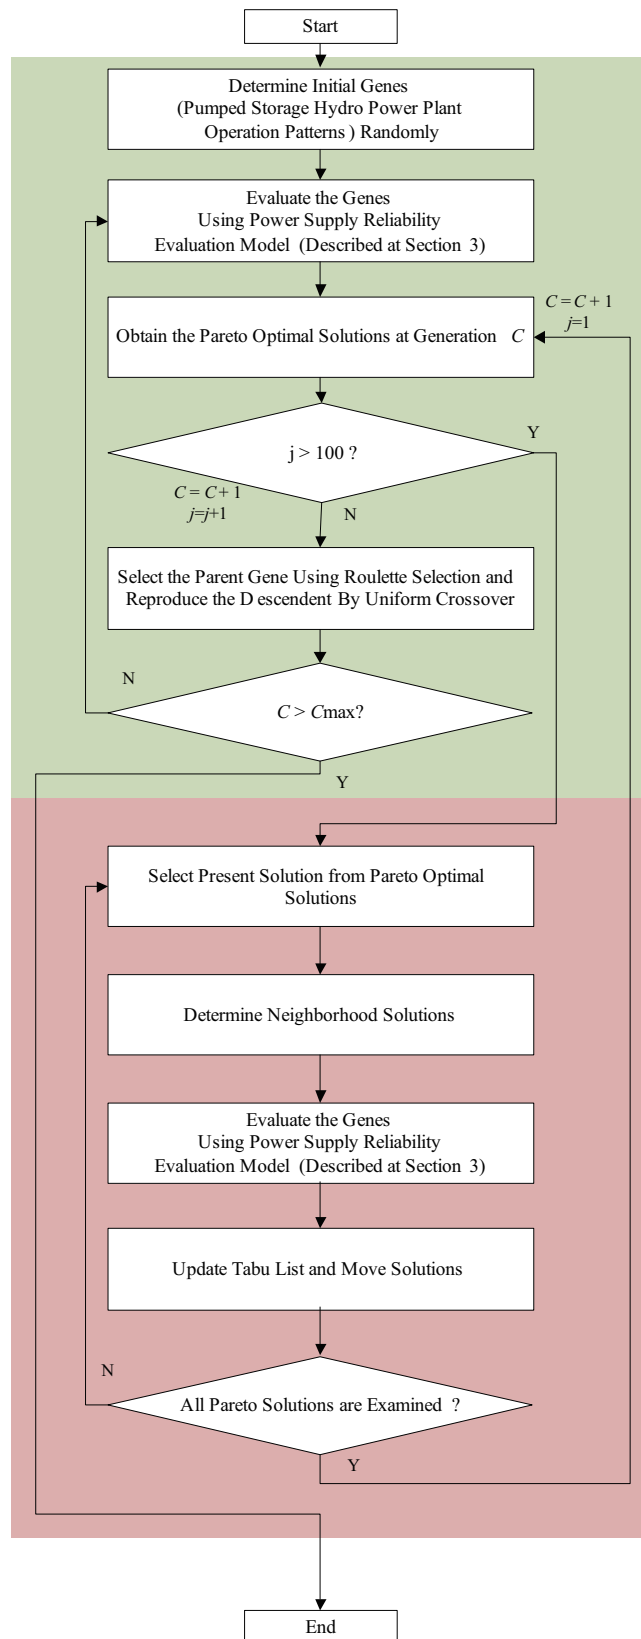 Start
Determine Initial Genes
(Pumped Storage Hydro Power Plant
Operation Patterns ) Randomly
Evaluate the Genes
Using Power Supply Reliability
Evaluation Model (Described at Section 3)
C = C + 1
j=1
Obtain the Pareto Optimal Solutions at Generation C
Y
j > 100 ?
C = C + 1
j=j+1
N
Select the Parent Gene Using Roulette Selection and
Reproduce the D escendent By Uniform Crossover
N
C > Cmax?
Y
Select Present Solution from Pareto Optimal
Solutions
Determine Neighborhood Solutions
Evaluate the Genes
Using Power Supply Reliability
Evaluation Model (Described at Section 3)
Update Tabu List and Move Solutions
N
All Pareto Solutions are Examined ?
Y
End